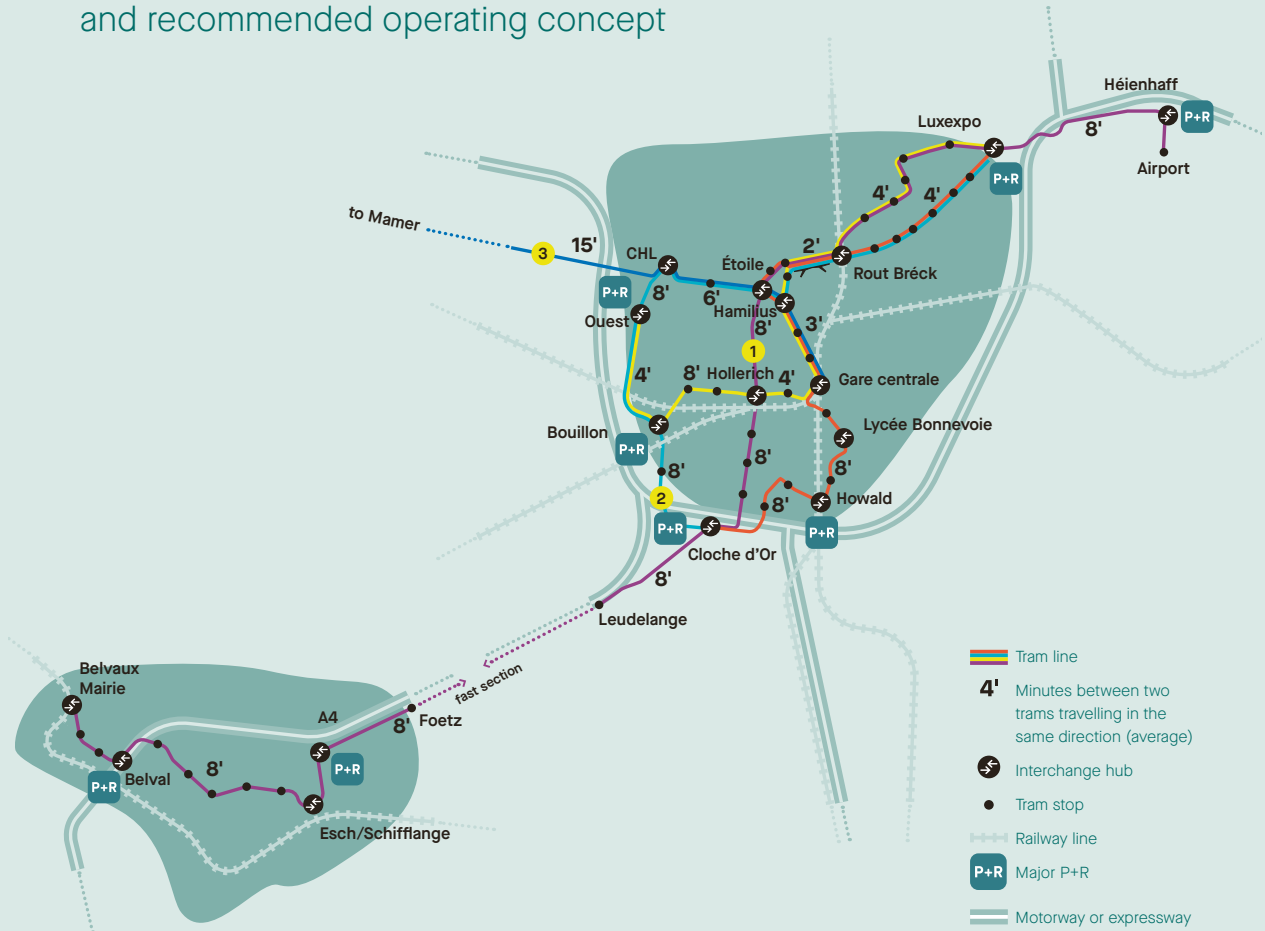 and recommended operating concept
Héienhaff
P+R
8'
Luxexpo
Airport
P+R
to Mamer
3
15'
CHL
4'
4'
2'
Étoile
Rout Bréck
P+R
8'
6'
Hamilius
Ouest
8'
3'
1
4'
8'
Hollerich
4'
Gare centrale
Bouillon
P+R
Lycée Bonnevoie
8'
8'
8'
2
8'
Howald
P+R
P+R
Cloche d'Or
8'
Leudelange
fast section
Belvaux
Mairie
A4
8'
Foetz
P+R
8'
Belval
P+R
Esch/Schifflange
Tram line
4'
Minutes between two
trams travelling in the
same direction (average)
Interchange hub
Tram stop
Railway line
P+R
Major P+R
Motorway or expressway